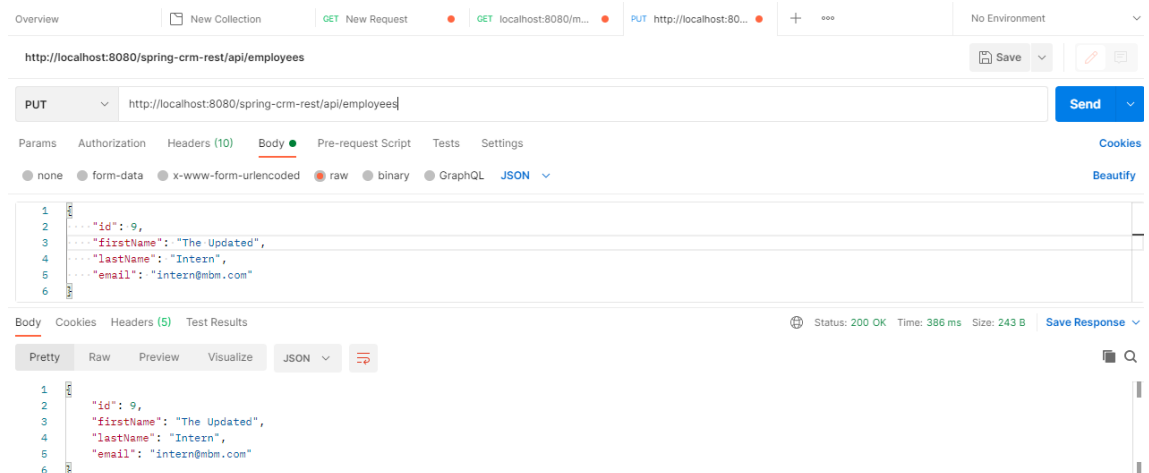 Overview New Collection GET New Request GET localhost:8080/m... PUT http://localhost:80... + ooo No Environment
http://localhost:8080/spring-crm-rest/api/employees Save
PUT http://localhost:8080/spring-crm-rest/api/employees Send
Params Authorization Headers (10) Body Pre-request Script Tests Settings Cookies
none form-data x-www-form-urlencoded raw binary GraphQL JSON Beautify
1 {
2 ····"id":·9,
3 ····"firstName":·"The·Updated",
4 ····"lastName":·"Intern",
5 ····"email":·"intern@mbm.com"
6 }
Body Cookies Headers (5) Test Results Status: 200 OK Time: 386 ms Size: 243 B Save Response
Pretty Raw Preview Visualize JSON
1 {
2 "id": 9,
3 "firstName": "The Updated",
4 "lastName": "Intern",
5 "email": "intern@mbm.com"
6 }